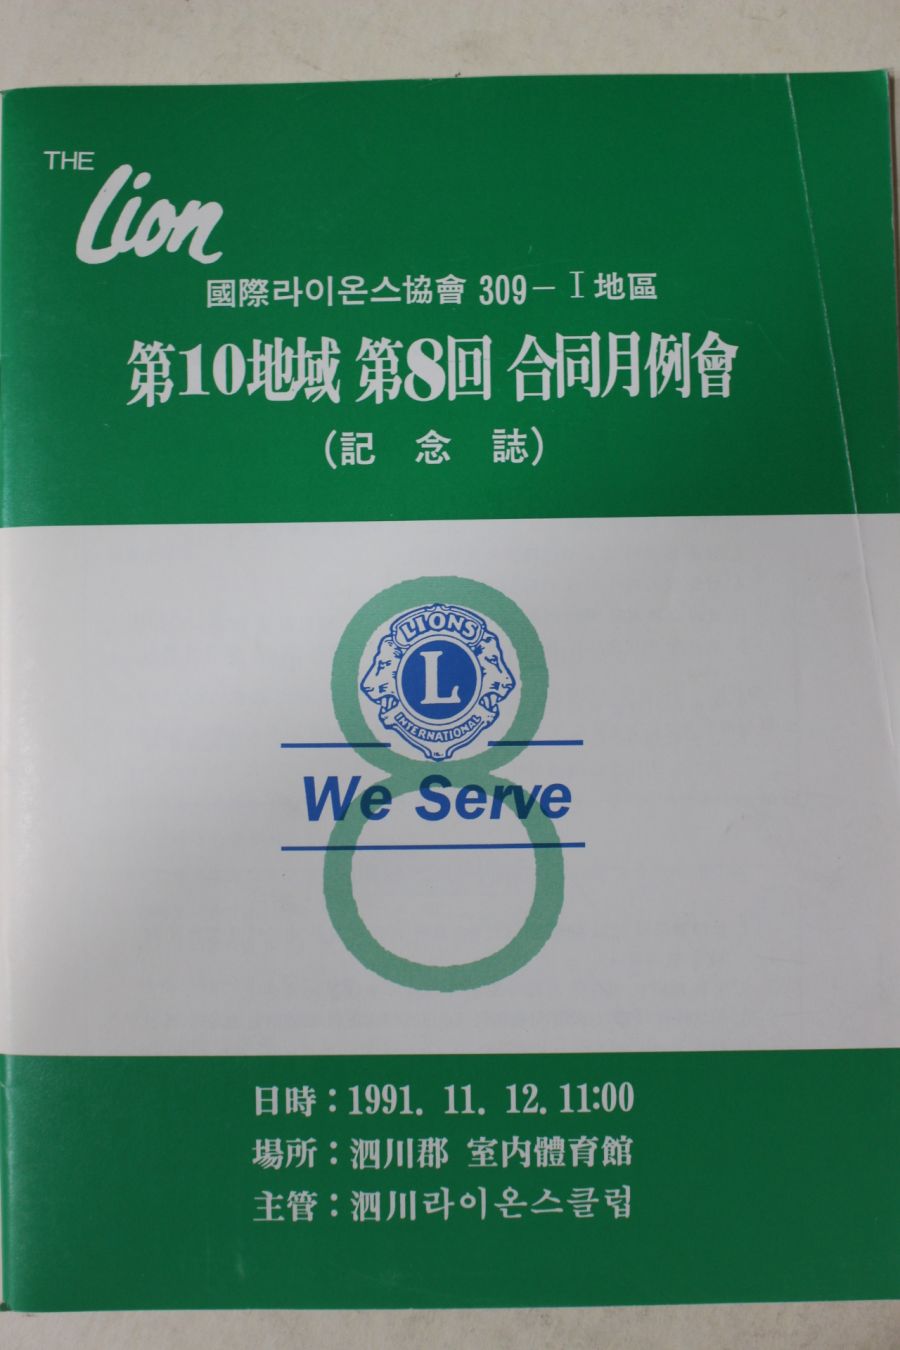 THE
Lion
國際라이온스協會 309－Ⅰ地區
第10地域 第8回 合同月例會
(記 念 誌)
LIONS
L
INTERNATIONAL
We Serve
日時：1991. 11. 12. 11:00
場所：泗川郡 室內體育館
主管：泗川라이온스클럽